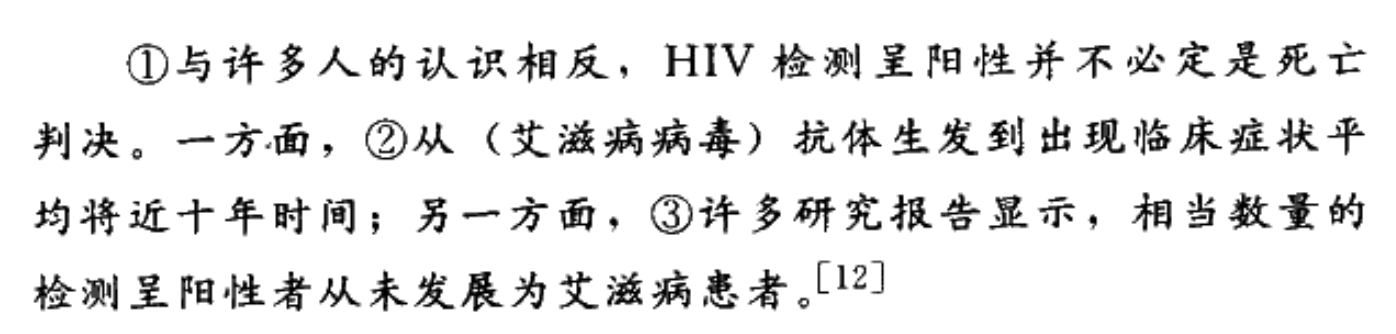 ①与许多人的认识相反，HIV 检测呈阳性并不必定是死亡
判决。一方面，②从（艾滋病病毒）抗体生发到出现临床症状平
均将近十年时间；另一方面，③许多研究报告显示，相当数量的
检测呈阳性者从未发展为艾滋病患者。[12]